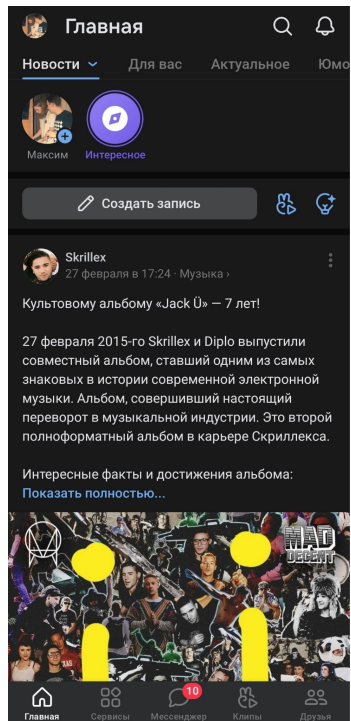 Главная
Новости
Для вас
Актуальное
Юмо
Максим
Интересное
Создать запись
Skrillex
27 февраля в 17:24 · Музыка ›
Культовому альбому «Jack Ü» — 7 лет!
27 февраля 2015-го Skrillex и Diplo выпустили
совместный альбом, ставший одним из самых
знаковых в истории современной электронной
музыки. Альбом, совершивший настоящий
переворот в музыкальной индустрии. Это второй
полноформатный альбом в карьере Скриллекса.
Интересные факты и достижения альбома:
Показать полностью...
MAD
DECENT
10
Главная
Сервисы
Мессенджер
Клипы
Друзья